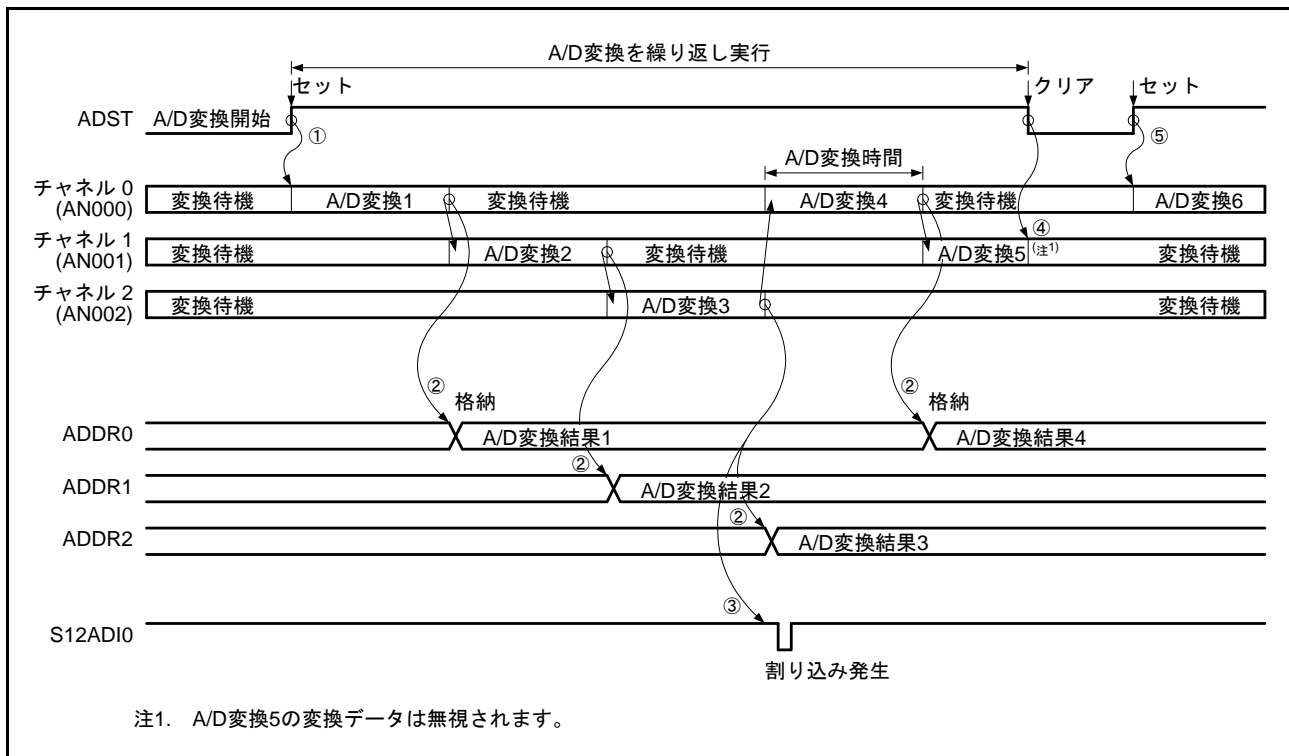 A/D変換を繰り返し実行
セット クリア セット
ADST A/D変換開始
① ⑤
A/D変換時間
チャネル 0
(AN000) 変換待機 A/D変換1 変換待機 A/D変換4 変換待機 A/D変換6
④
チャネル 1
(AN001) 変換待機 A/D変換2 変換待機 A/D変換5 (注1) 変換待機
チャネル 2
(AN002) 変換待機 A/D変換3 変換待機
② 格納 ② 格納
ADDR0 A/D変換結果1 A/D変換結果4
②
ADDR1 A/D変換結果2
②
ADDR2 A/D変換結果3
③
S12ADI0
割り込み発生
注1. A/D変換5の変換データは無視されます。